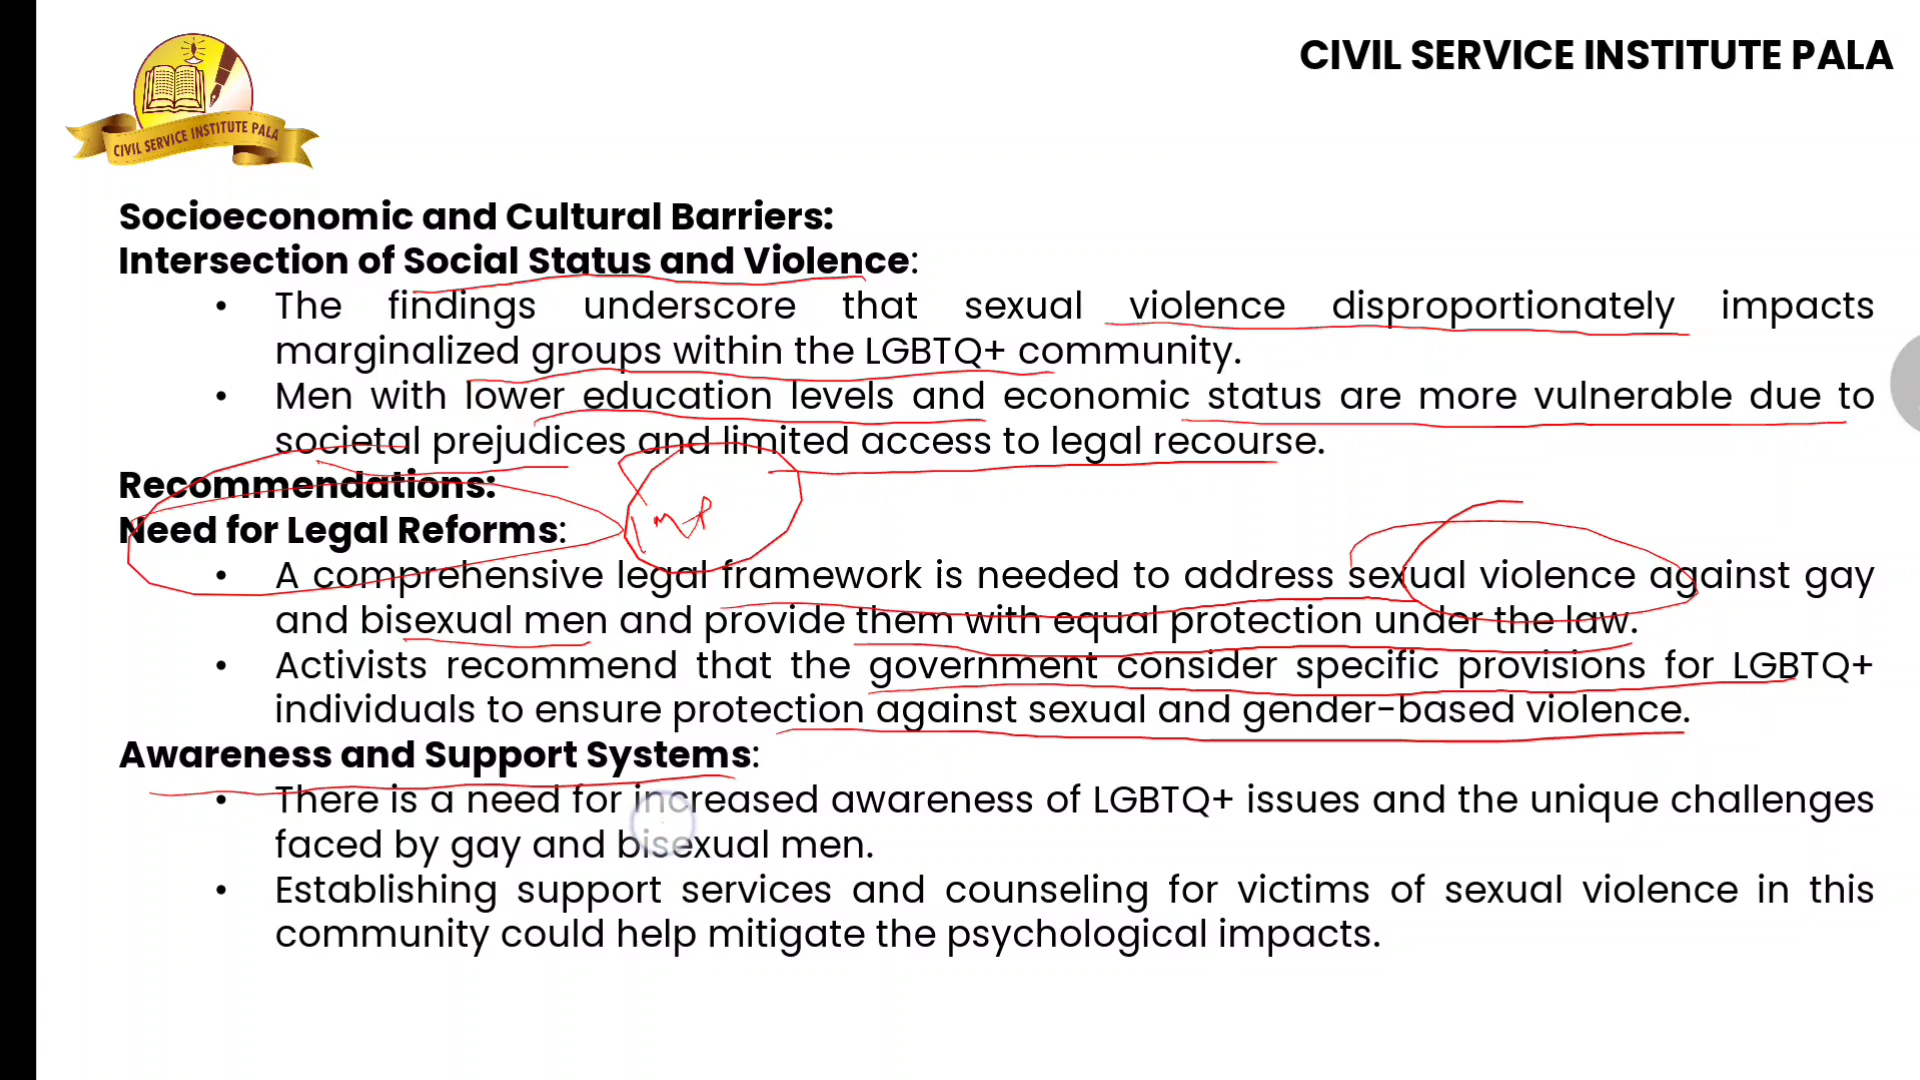 CIVIL SERVICE INSTITUTE PALA
CIVIL SERVICE INSTITUTE PALA
Socioeconomic and Cultural Barriers:
Intersection of Social Status and Violence:
• The findings underscore that sexual violence disproportionately impacts
marginalized groups within the LGBTQ+ community.
• Men with lower education levels and economic status are more vulnerable due to
societal prejudices and limited access to legal recourse.
Recommendations:
Need for Legal Reforms:
Imp
• A comprehensive legal framework is needed to address sexual violence against gay
and bisexual men and provide them with equal protection under the law.
• Activists recommend that the government consider specific provisions for LGBTQ+
individuals to ensure protection against sexual and gender-based violence.
Awareness and Support Systems:
• There is a need for increased awareness of LGBTQ+ issues and the unique challenges
faced by gay and bisexual men.
• Establishing support services and counseling for victims of sexual violence in this
community could help mitigate the psychological impacts.